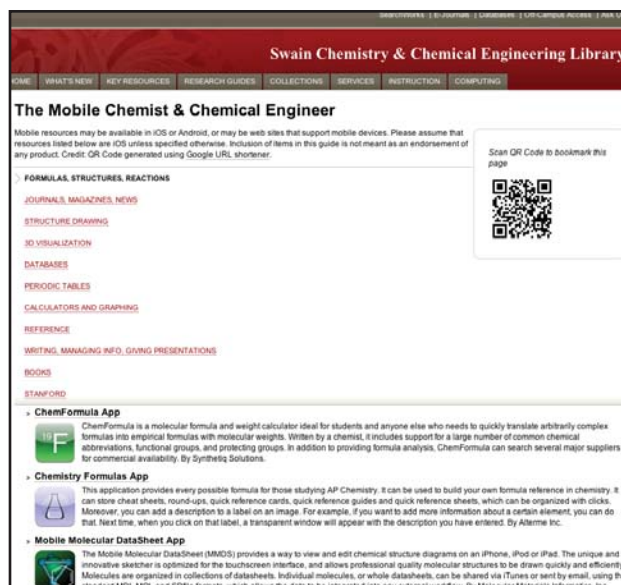 SearchWorks | E-Journals | Databases | Off-Campus Access | Ask Us
Swain Chemistry & Chemical Engineering Library
HOME WHAT'S NEW KEY RESOURCES RESEARCH GUIDES COLLECTIONS SERVICES INSTRUCTION COMPUTING
The Mobile Chemist & Chemical Engineer
Mobile resources may be available in iOS or Android, or may be web sites that support mobile devices. Please assume that
resources listed below are iOS unless specified otherwise. Inclusion of items in this guide is not meant as an endorsement of
any product. Credit: QR Code generated using Google URL shortener.
Scan QR Code to bookmark this
page
FORMULAS, STRUCTURES, REACTIONS
JOURNALS, MAGAZINES, NEWS
STRUCTURE DRAWING
3D VISUALIZATION
DATABASES
PERIODIC TABLES
CALCULATORS AND GRAPHING
REFERENCE
WRITING, MANAGING INFO, GIVING PRESENTATIONS
BOOKS
STANFORD
ChemFormula App
19 F
ChemFormula is a molecular formula and weight calculator ideal for students and anyone else who needs to quickly translate arbitrarily complex
formulas into empirical formulas with molecular weights. Written by a chemist, it includes support for a large number of common chemical
abbreviations, functional groups, and protecting groups. In addition to providing formula analysis, ChemFormula can search several major suppliers
for commercial availability. By Synthetiq Solutions.
Chemistry Formulas App
This application provides every possible formula for those studying AP Chemistry. It can be used to build your own formula reference in chemistry. It
can store cheat sheets, round-ups, quick reference cards, quick reference guides and quick reference sheets, which can be organized with clicks.
Moreover, you can add a description to a label on an image. For example, if you want to add more information about a certain element, you can do
that. Next time, when you click on that label, a transparent window will appear with the description you have entered. By Alterme Inc.
Mobile Molecular DataSheet App
The Mobile Molecular DataSheet (MMDS) provides a way to view and edit chemical structure diagrams on an iPhone, iPod or iPad. The unique and
innovative sketcher is optimized for the touchscreen interface, and allows professional quality molecular structures to be drawn quickly and efficiently.
Molecules are organized in collections of datasheets. Individual molecules, or whole datasheets, can be shared via iTunes or sent by email, using the